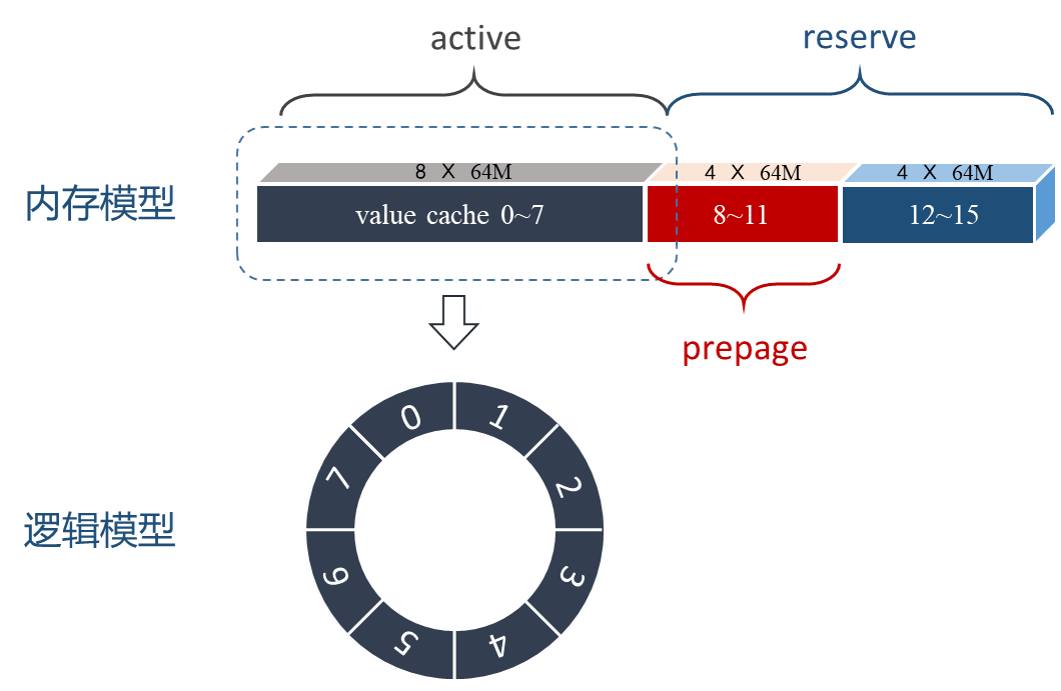 active
reserve
8 X 64M
4 X 64M
4 X 64M
内存模型
value cache 0~7
8~11
12~15
prepage
0
1
2
3
4
5
6
7
逻辑模型